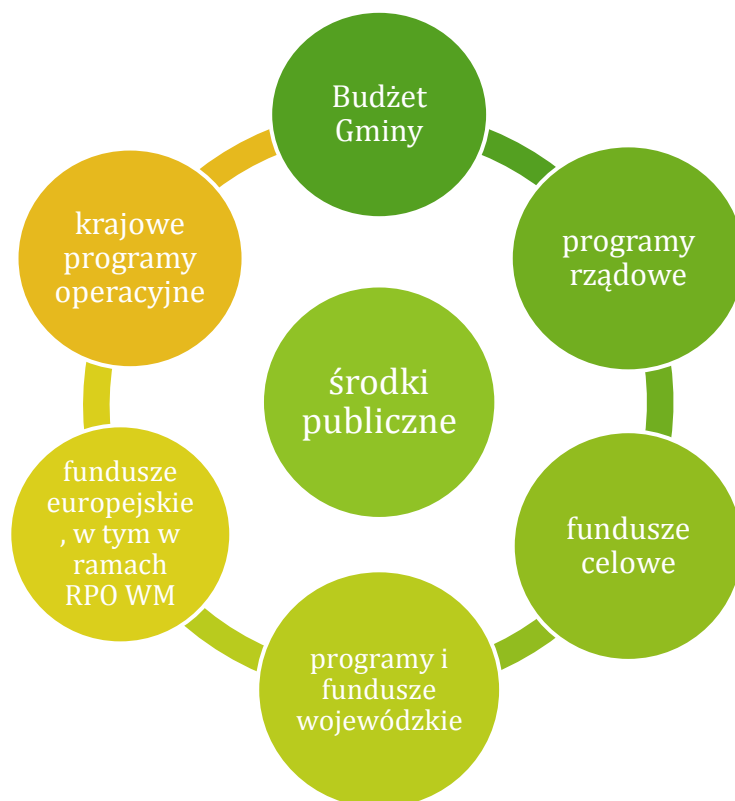 Budżet
Gminy
programy
rządowe
fundusze
celowe
programy i
fundusze
wojewódzkie
fundusze
europejskie
, w tym w
ramach
RPO WM
krajowe
programy
operacyjne
środki
publiczne